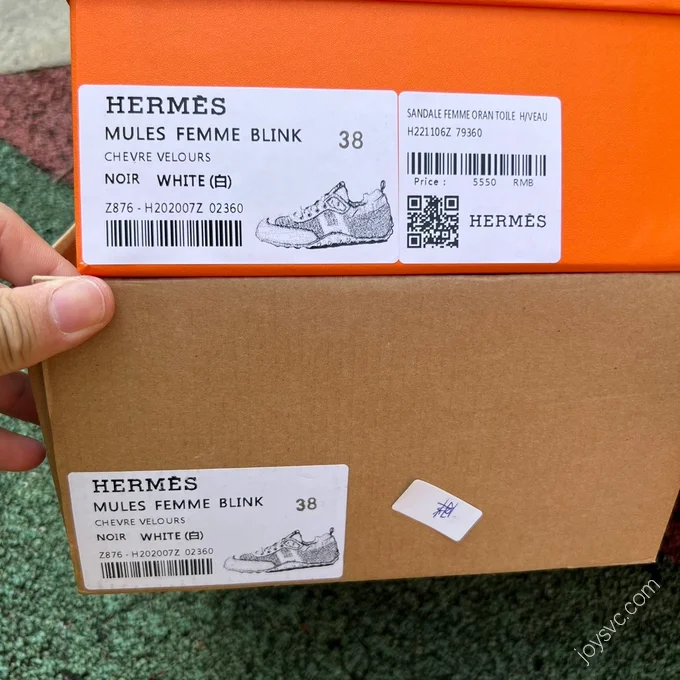 HERMÈS
MULES FEMME BLINK 38
CHEVRE VELOURS
NOIR WHITE(白)
Z876 - H202007Z 02360
SANDALE FEMME ORAN TOILE H/VEAU
H221106Z 79360
Price : 5550 RMB
HERMÈS
HERMÈS
MULES FEMME BLINK 38
CHEVRE VELOURS
NOIR WHITE(白)
Z876 - H202007Z 02360
joysvc.com